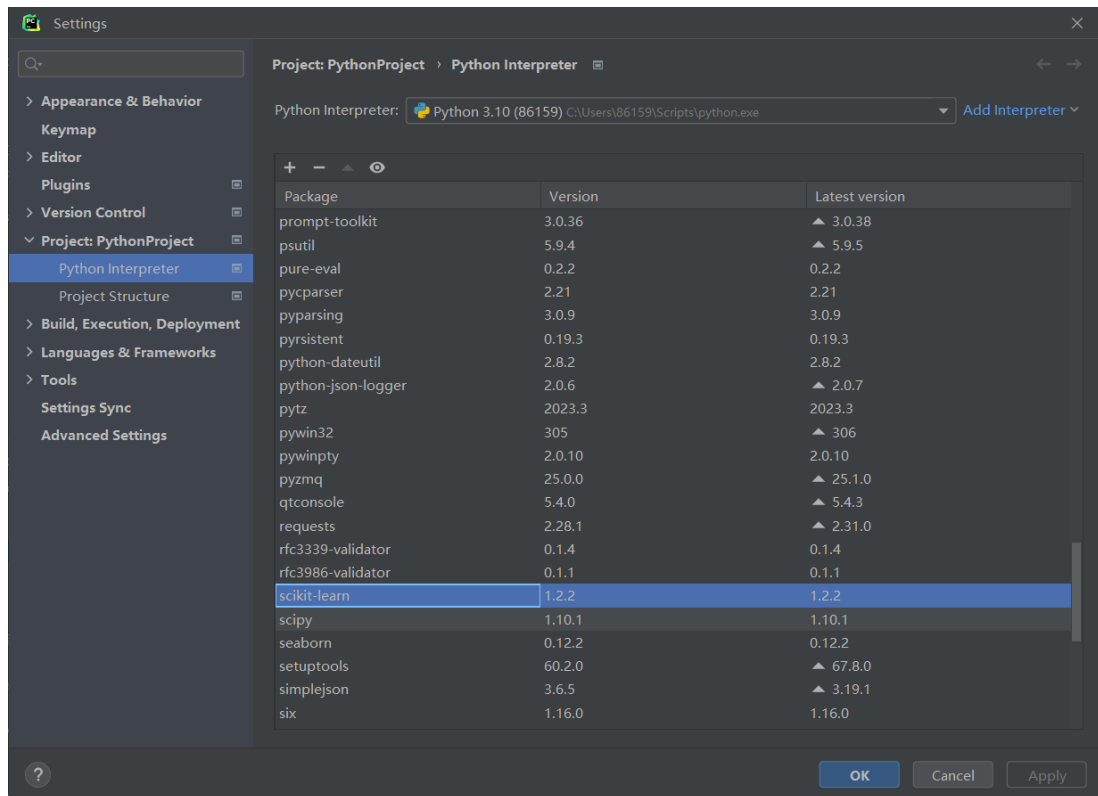 Settings
Project: PythonProject › Python Interpreter
Appearance & Behavior
Keymap
Editor
Plugins
Version Control
Project: PythonProject
Python Interpreter
Project Structure
Build, Execution, Deployment
Languages & Frameworks
Tools
Settings Sync
Advanced Settings
Python Interpreter: Python 3.10 (86159) C:\Users\86159\Scripts\python.exe Add Interpreter
Package Version Latest version
prompt-toolkit 3.0.36 3.0.38
psutil 5.9.4 5.9.5
pure-eval 0.2.2 0.2.2
pycparser 2.21 2.21
pyparsing 3.0.9 3.0.9
pyrsistent 0.19.3 0.19.3
python-dateutil 2.8.2 2.8.2
python-json-logger 2.0.6 2.0.7
pytz 2023.3 2023.3
pywin32 305 306
pywinpty 2.0.10 2.0.10
pyzmq 25.0.0 25.1.0
qtconsole 5.4.0 5.4.3
requests 2.28.1 2.31.0
rfc3339-validator 0.1.4 0.1.4
rfc3986-validator 0.1.1 0.1.1
scikit-learn 1.2.2 1.2.2
scipy 1.10.1 1.10.1
seaborn 0.12.2 0.12.2
setuptools 60.2.0 67.8.0
simplejson 3.6.5 3.19.1
six 1.16.0 1.16.0
? OK Cancel Apply